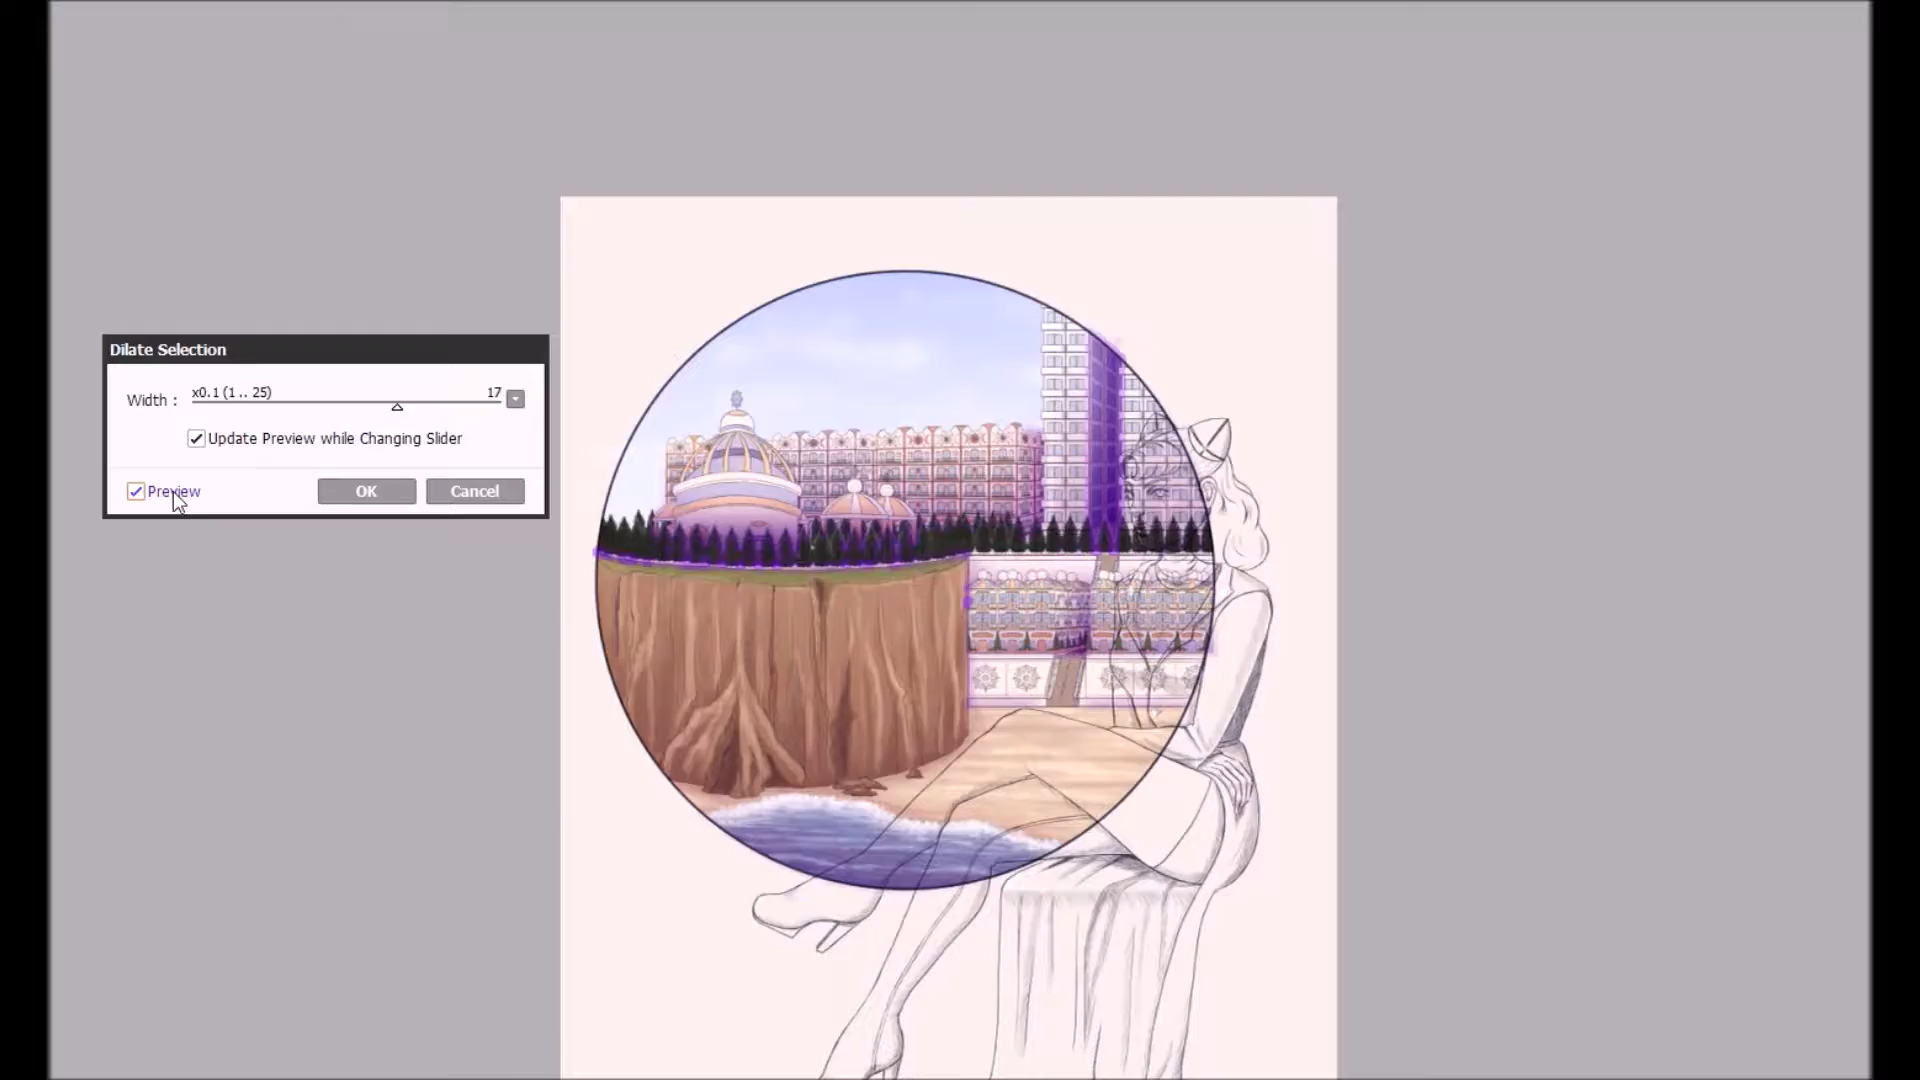 Dilate Selection
Width : x0.1 (1 .. 25) 17
Update Preview while Changing Slider
Preview OK Cancel